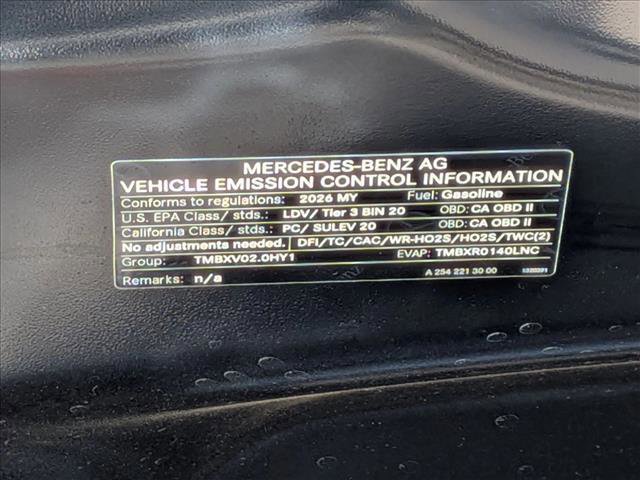 MERCEDES-BENZ AG
VEHICLE EMISSION CONTROL INFORMATION
Conforms to regulations: 2026 MY Fuel: Gasoline
U.S. EPA Class/ stds.: LDV/ Tier 3 BIN 20 OBD: CA OBD II
California Class/ stds.: PC/ SULEV 20 OBD: CA OBD II
No adjustments needed. DFI/TC/CAC/WR-HO2S/HO2S/TWC(2)
Group: TMBXV02.0HY1 EVAP: TMBXR0140LNC
Remarks: n/a A 254 221 30 00